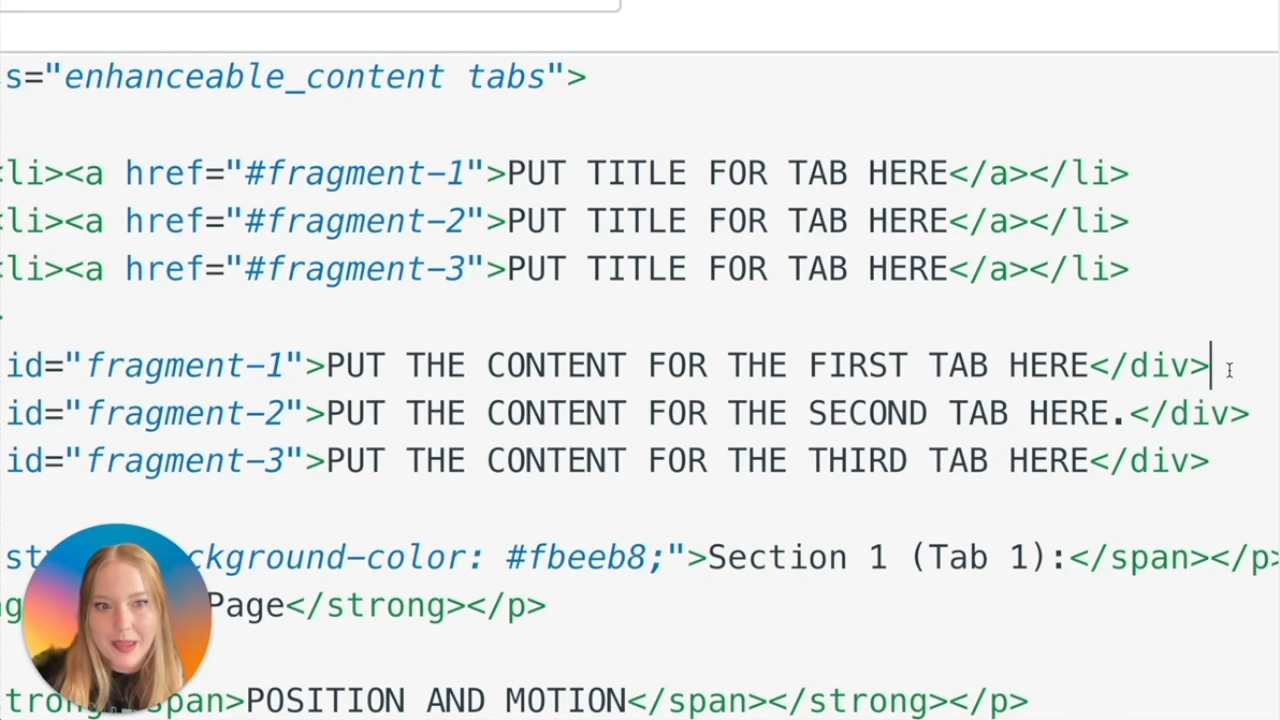 s="enhanceable_content tabs">
li><a href="#fragment-1">PUT TITLE FOR TAB HERE</a></li>
li><a href="#fragment-2">PUT TITLE FOR TAB HERE</a></li>
li><a href="#fragment-3">PUT TITLE FOR TAB HERE</a></li>
id="fragment-1">PUT THE CONTENT FOR THE FIRST TAB HERE</div>
id="fragment-2">PUT THE CONTENT FOR THE SECOND TAB HERE.</div>
id="fragment-3">PUT THE CONTENT FOR THE THIRD TAB HERE</div>
st ckground-color: #fbeeb8;">Section 1 (Tab 1):</span></p>
Page</strong></p>
trong span>POSITION AND MOTION</span></strong></p>